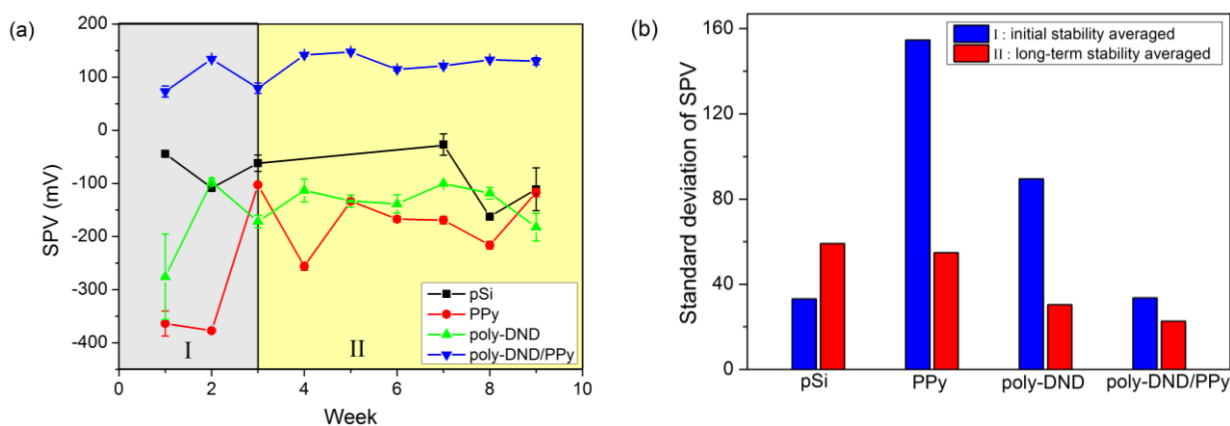 (a)
SPV (mV)
200
100
0
-100
-200
-300
-400
I
II
pSi
PPy
poly-DND
poly-DND/PPy
0 2 4 6 8 10
Week
(b)
Standard deviation of SPV
160
120
80
40
0
I : initial stability averaged
II : long-term stability averaged
pSi PPy poly-DND poly-DND/PPy